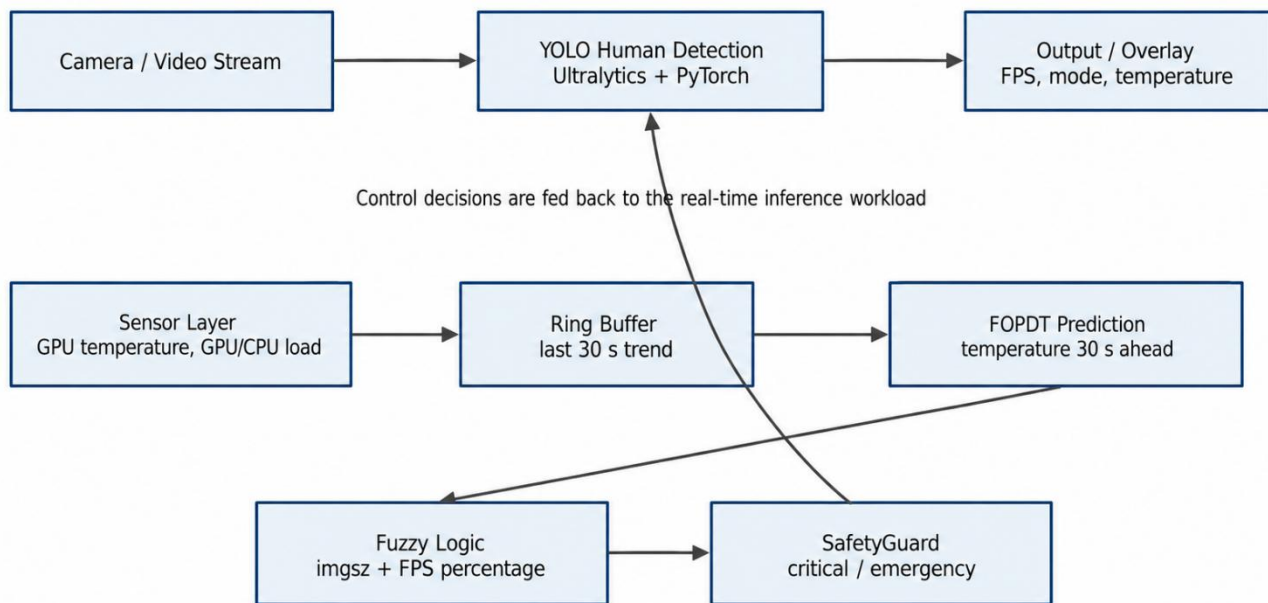 Camera / Video Stream
YOLO Human Detection
Ultralytics + PyTorch
Output / Overlay
FPS, mode, temperature
Control decisions are fed back to the real-time inference workload
Sensor Layer
GPU temperature, GPU/CPU load
Ring Buffer
last 30 s trend
FOPDT Prediction
temperature 30 s ahead
Fuzzy Logic
imgsz + FPS percentage
SafetyGuard
critical / emergency